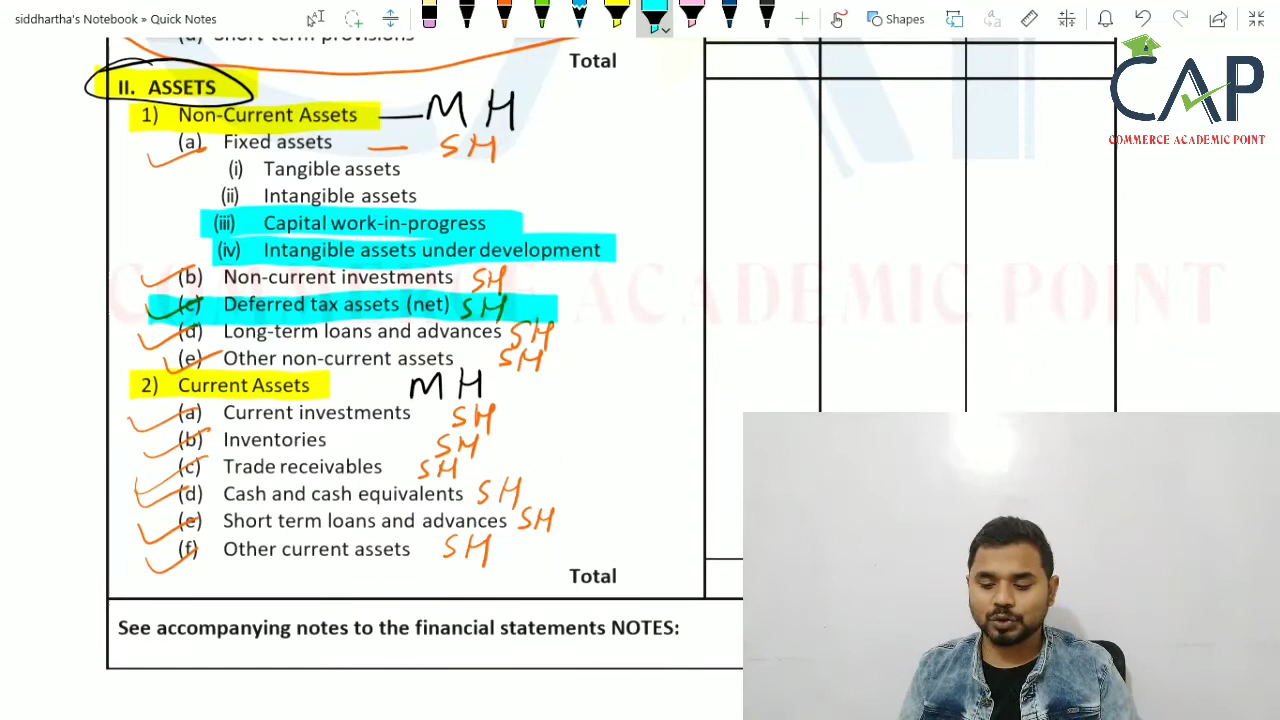 siddhartha's Notebook » Quick Notes
Shapes
(d) Short-term provisions
Total
II. ASSETS
1) Non-Current Assets — M H
(a) Fixed assets — SH
(i) Tangible assets
(ii) Intangible assets
(iii) Capital work-in-progress
(iv) Intangible assets under development
(b) Non-current investments SH
(c) Deferred tax assets (net) SH
(d) Long-term loans and advances SH
(e) Other non-current assets SH
2) Current Assets M H
(a) Current investments SH
(b) Inventories SH
(c) Trade receivables SH
(d) Cash and cash equivalents SH
(e) Short term loans and advances SH
(f) Other current assets SH
Total
See accompanying notes to the financial statements NOTES:
CAP
COMMERCE ACADEMIC POINT
COMMERCE ACADEMIC POINT